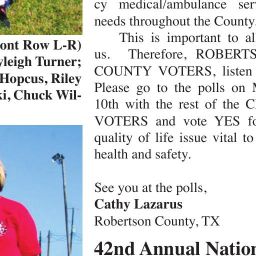 ont Row L-R)
yleigh Turner;
Hopcus, Riley
ki, Chuck Wil-
cy medical/ambulance ser
needs throughout the County.
This is important to al
us. Therefore, ROBERTS
COUNTY VOTERS, listen
Please go to the polls on M
10th with the rest of the C
VOTERS and vote YES fo
quality of life issue vital to
health and safety.
See you at the polls,
Cathy Lazarus
Robertson County, TX
42nd Annual Nation